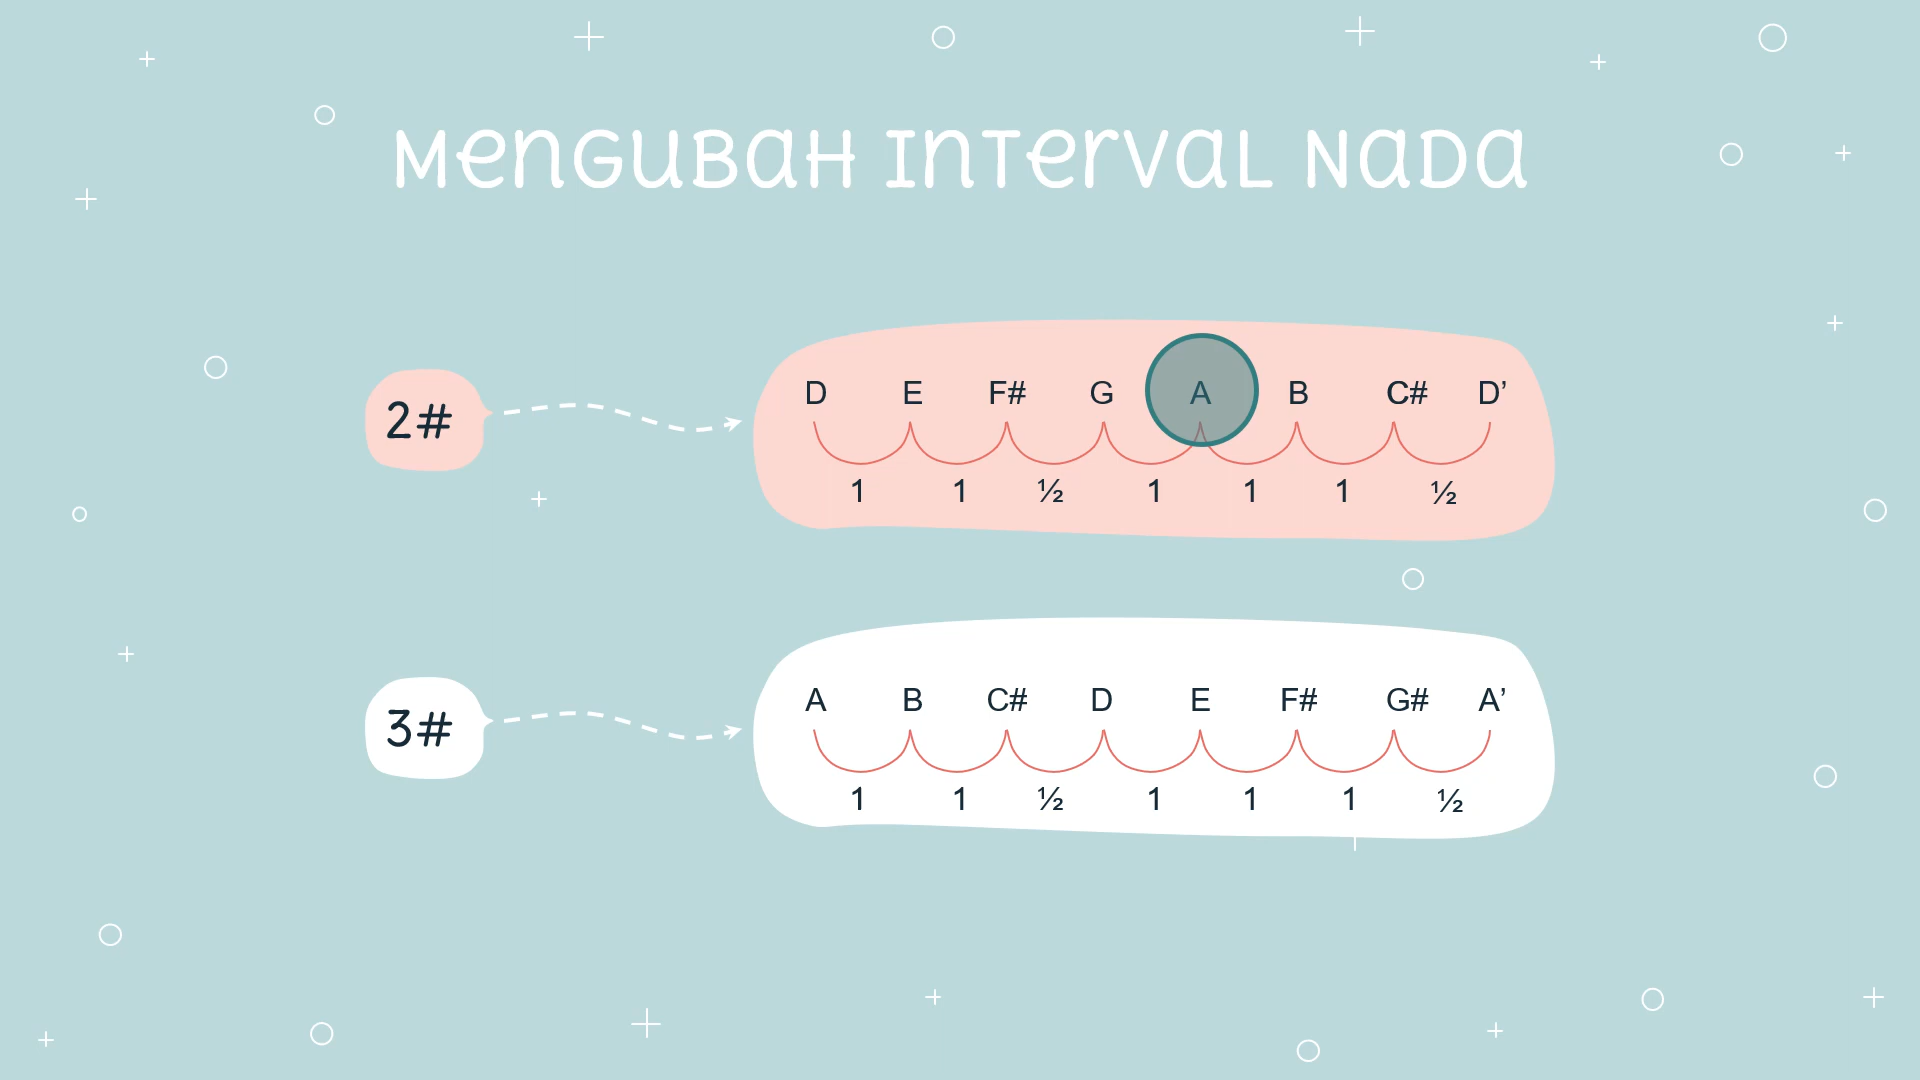 Mengubah Interval Nada
2#
D E F# G A B C# D’
1 1 ½ 1 1 1 ½
3#
A B C# D E F# G# A’
1 1 ½ 1 1 1 ½